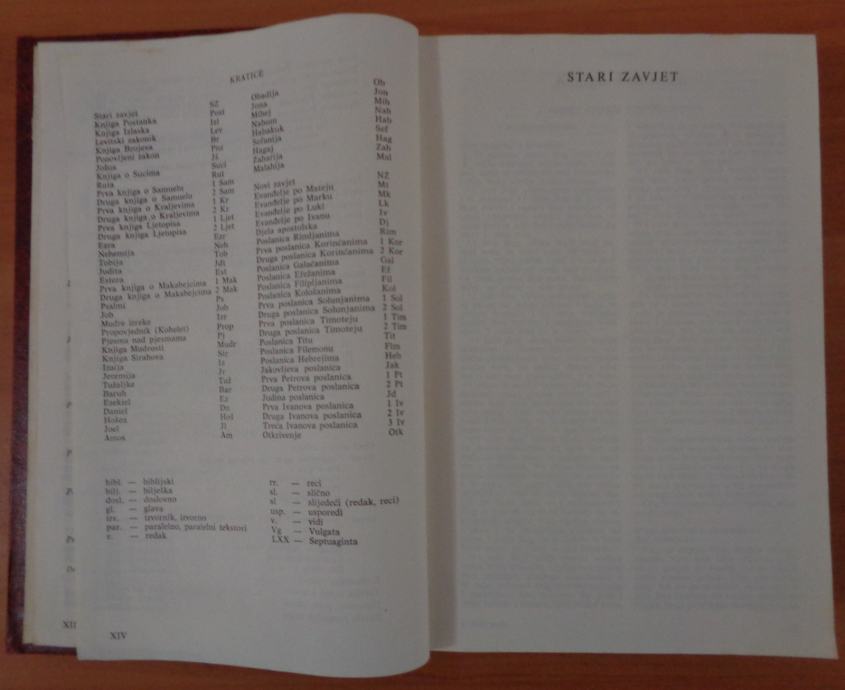 KRATICE
Stari zavjet SZ
Knjiga Postanka Post
Knjiga Izlaska Izl
Levitski zakonik Lev
Knjiga Brojeva Br
Ponovljeni zakon Pnz
Jošua Jš
Knjiga o Sucima Suci
Ruta Rut
Prva knjiga o Samuelu 1 Sam
Druga knjiga o Samuelu 2 Sam
Prva knjiga o Kraljevima 1 Kr
Druga knjiga o Kraljevima 2 Kr
Prva knjiga Ljetopisa 1 Ljet
Druga knjiga Ljetopisa 2 Ljet
Ezra Ezr
Nehemija Neh
Tobija Tob
Judita Jdt
Estera Est
Prva knjiga o Makabejcima 1 Mak
Druga knjiga o Makabejcima 2 Mak
Psalmi Ps
Job Job
Mudre izreke Izr
Propovjednik (Kohelet) Prop
Pjesma nad pjesmama Pj
Knjiga Mudrosti Mudr
Knjiga Sirahova Sir
Izaija Iz
Jeremija Jr
Tužaljke Tuž
Baruh Bar
Ezekiel Ez
Daniel Dn
Hošea Hoš
Joel Jl
Amos Am
Obadija Ob
Jona Jon
Mihej Mih
Nahum Nah
Habakuk Hab
Sefanija Sef
Hagaj Hag
Zaharija Zah
Malahija Mal
Novi zavjet NZ
Evanđelje po Mateju Mt
Evanđelje po Marku Mk
Evanđelje po Luki Lk
Evanđelje po Ivanu Iv
Djela apostolska Dj
Poslanica Rimljanima Rim
Prva poslanica Korinćanima 1 Kor
Druga poslanica Korinćanima 2 Kor
Poslanica Galaćanima Gal
Poslanica Efežanima Ef
Poslanica Filipljanima Fil
Poslanica Kološanima Kol
Prva poslanica Solunjanima 1 Sol
Druga poslanica Solunjanima 2 Sol
Prva poslanica Timoteju 1 Tim
Druga poslanica Timoteju 2 Tim
Poslanica Titu Tit
Poslanica Filemonu Flm
Poslanica Hebrejima Heb
Jakovljeva poslanica Jak
Prva Petrova poslanica 1 Pt
Druga Petrova poslanica 2 Pt
Judina poslanica Jd
Prva Ivanova poslanica 1 Iv
Druga Ivanova poslanica 2 Iv
Treća Ivanova poslanica 3 Iv
Otkrivenje Otk
bibl. — biblijski
bilj. — bilješka
dosl. — doslovno
gl. — glava
izv. — izvornik, izvorno
par. — paralelno, paralelni tekstovi
r. — redak
rr. — reci
sl. — slično
sl — slijedeći (redak, reci)
usp. — usporedi
v. — vidi
Vg — Vulgata
LXX — Septuaginta
XIV
STARI ZAVJET